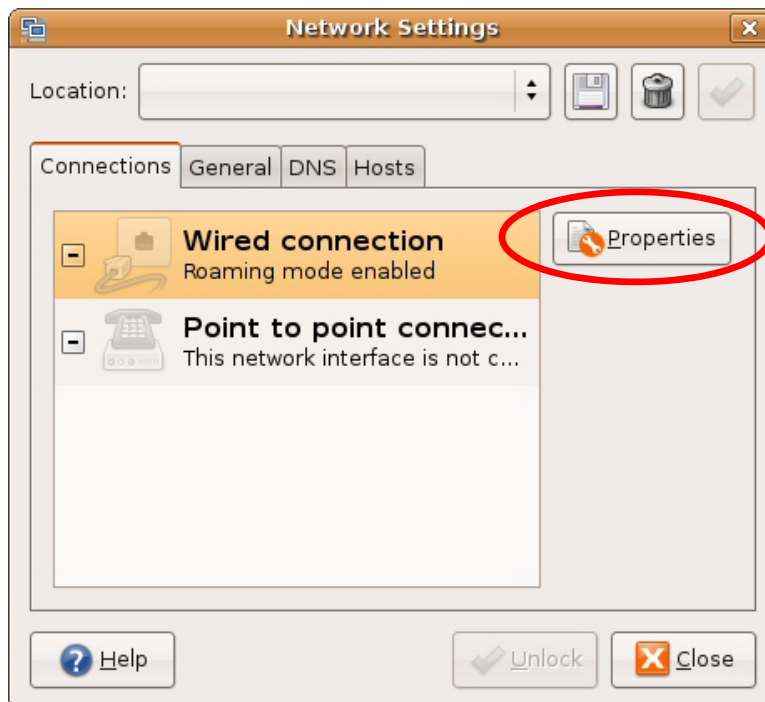 Network Settings
Location:
Connections General DNS Hosts
Wired connection
Roaming mode enabled
Properties
Point to point connec...
This network interface is not c...
Help Unlock Close